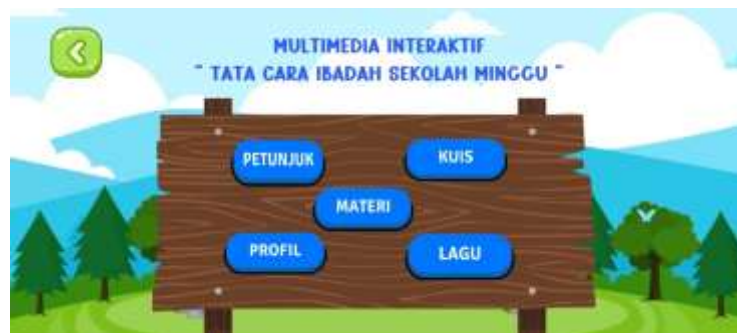 MULTIMEDIA INTERAKTIF
" TATA CARA IBADAH SEKOLAH MINGGU "
PETUNJUK
KUIS
MATERI
PROFIL
LAGU